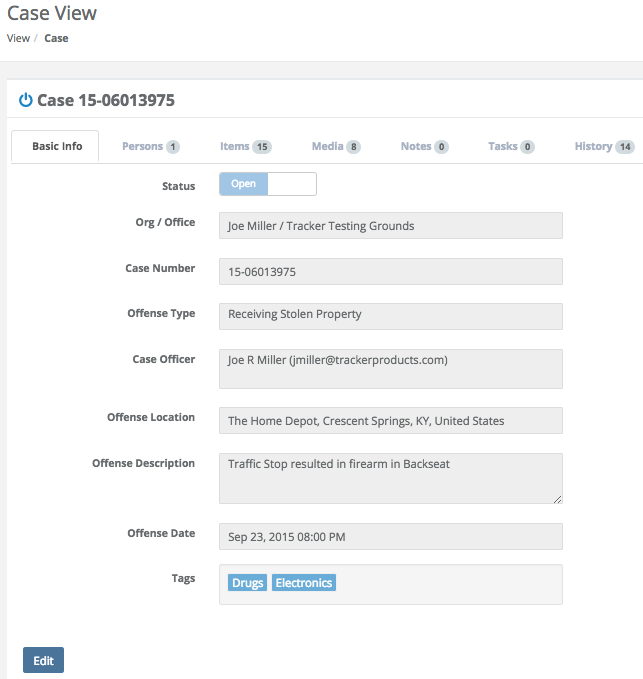 Case View
View / Case
Case 15-06013975
Basic Info Persons 1 Items 15 Media 8 Notes 0 Tasks 0 History 14
Status Open
Org / Office Joe Miller / Tracker Testing Grounds
Case Number 15-06013975
Offense Type Receiving Stolen Property
Case Officer Joe R Miller (jmiller@trackerproducts.com)
Offense Location The Home Depot, Crescent Springs, KY, United States
Offense Description Traffic Stop resulted in firearm in Backseat
Offense Date Sep 23, 2015 08:00 PM
Tags Drugs Electronics
Edit